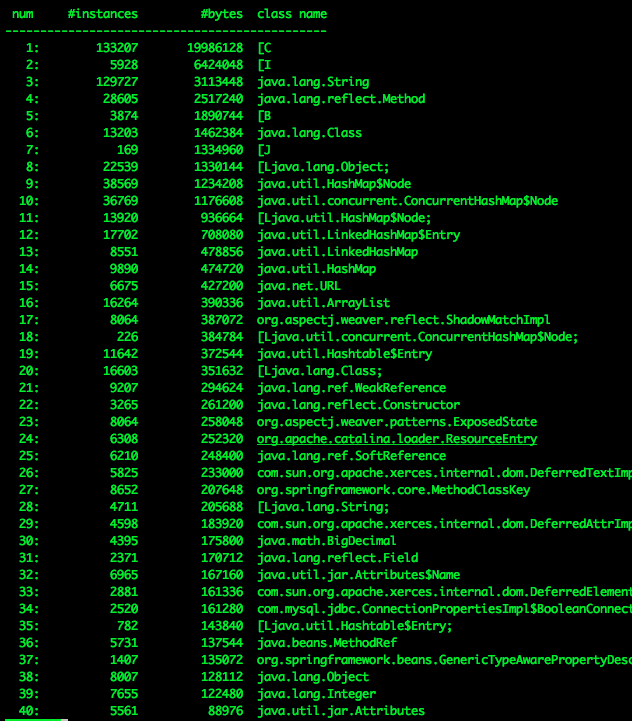 num #instances #bytes class name
----------------------------------------------
1: 133207 19986128 [C
2: 5928 6424048 [I
3: 129727 3113448 java.lang.String
4: 28605 2517240 java.lang.reflect.Method
5: 3874 1890744 [B
6: 13203 1462384 java.lang.Class
7: 169 1334960 [J
8: 22539 1330144 [Ljava.lang.Object;
9: 38569 1234208 java.util.HashMap$Node
10: 36769 1176608 java.util.concurrent.ConcurrentHashMap$Node
11: 13920 936664 [Ljava.util.HashMap$Node;
12: 17702 708080 java.util.LinkedHashMap$Entry
13: 8551 478856 java.util.LinkedHashMap
14: 9890 474720 java.util.HashMap
15: 6675 427200 java.net.URL
16: 16264 390336 java.util.ArrayList
17: 8064 387072 org.aspectj.weaver.reflect.ShadowMatchImpl
18: 226 384784 [Ljava.util.concurrent.ConcurrentHashMap$Node;
19: 11642 372544 java.util.Hashtable$Entry
20: 16603 351632 [Ljava.lang.Class;
21: 9207 294624 java.lang.ref.WeakReference
22: 3265 261200 java.lang.reflect.Constructor
23: 8064 258048 org.aspectj.weaver.patterns.ExposedState
24: 6308 252320 org.apache.catalina.loader.ResourceEntry
25: 6210 248400 java.lang.ref.SoftReference
26: 5825 233000 com.sun.org.apache.xerces.internal.dom.DeferredTextImp
27: 8652 207648 org.springframework.core.MethodClassKey
28: 4711 205688 [Ljava.lang.String;
29: 4598 183920 com.sun.org.apache.xerces.internal.dom.DeferredAttrImp
30: 4395 175800 java.math.BigDecimal
31: 2371 170712 java.lang.reflect.Field
32: 6965 167160 java.util.jar.Attributes$Name
33: 2881 161336 com.sun.org.apache.xerces.internal.dom.DeferredElement
34: 2520 161280 com.mysql.jdbc.ConnectionPropertiesImpl$BooleanConnect
35: 782 143840 [Ljava.util.Hashtable$Entry;
36: 5731 137544 java.beans.MethodRef
37: 1407 135072 org.springframework.beans.GenericTypeAwarePropertyDesc
38: 8007 128112 java.lang.Object
39: 7655 122480 java.lang.Integer
40: 5561 88976 java.util.jar.Attributes